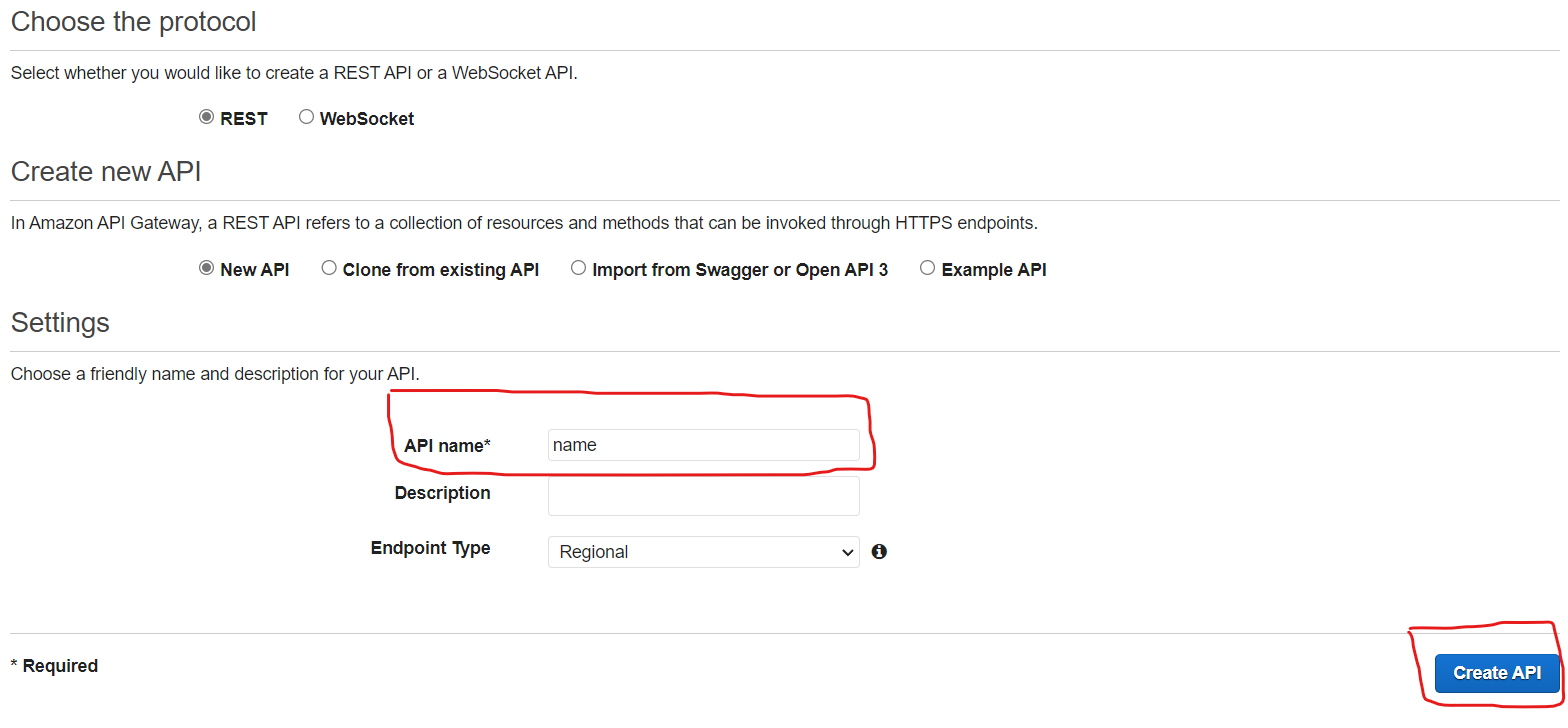 Choose the protocol
Select whether you would like to create a REST API or a WebSocket API.
REST WebSocket
Create new API
In Amazon API Gateway, a REST API refers to a collection of resources and methods that can be invoked through HTTPS endpoints.
New API Clone from existing API Import from Swagger or Open API 3 Example API
Settings
Choose a friendly name and description for your API.
API name* name
Description
Endpoint Type Regional
* Required
Create API